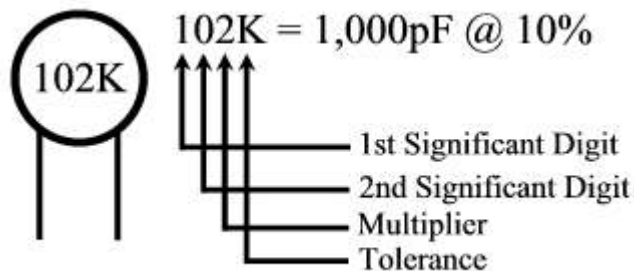 102K
102K = 1,000pF @ 10%
1st Significant Digit
2nd Significant Digit
Multiplier
Tolerance